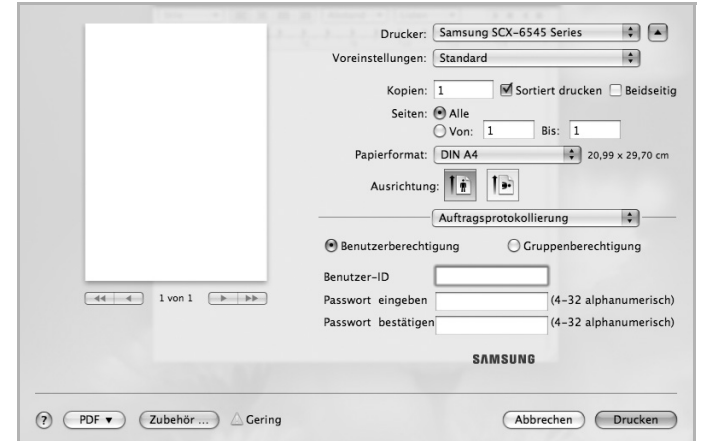 Drucker: Samsung SCX-6545 Series
Voreinstellungen: Standard
Kopien: 1 Sortiert drucken Beidseitig
Seiten: Alle
Von: 1 Bis: 1
Papierformat: DIN A4 20,99 x 29,70 cm
Ausrichtung:
Auftragsprotokollierung
Benutzerberechtigung Gruppenberechtigung
Benutzer-ID
1 von 1
Passwort eingeben (4-32 alphanumerisch)
Passwort bestätigen (4-32 alphanumerisch)
SAMSUNG
? PDF Zubehör ... Gering Abbrechen Drucken